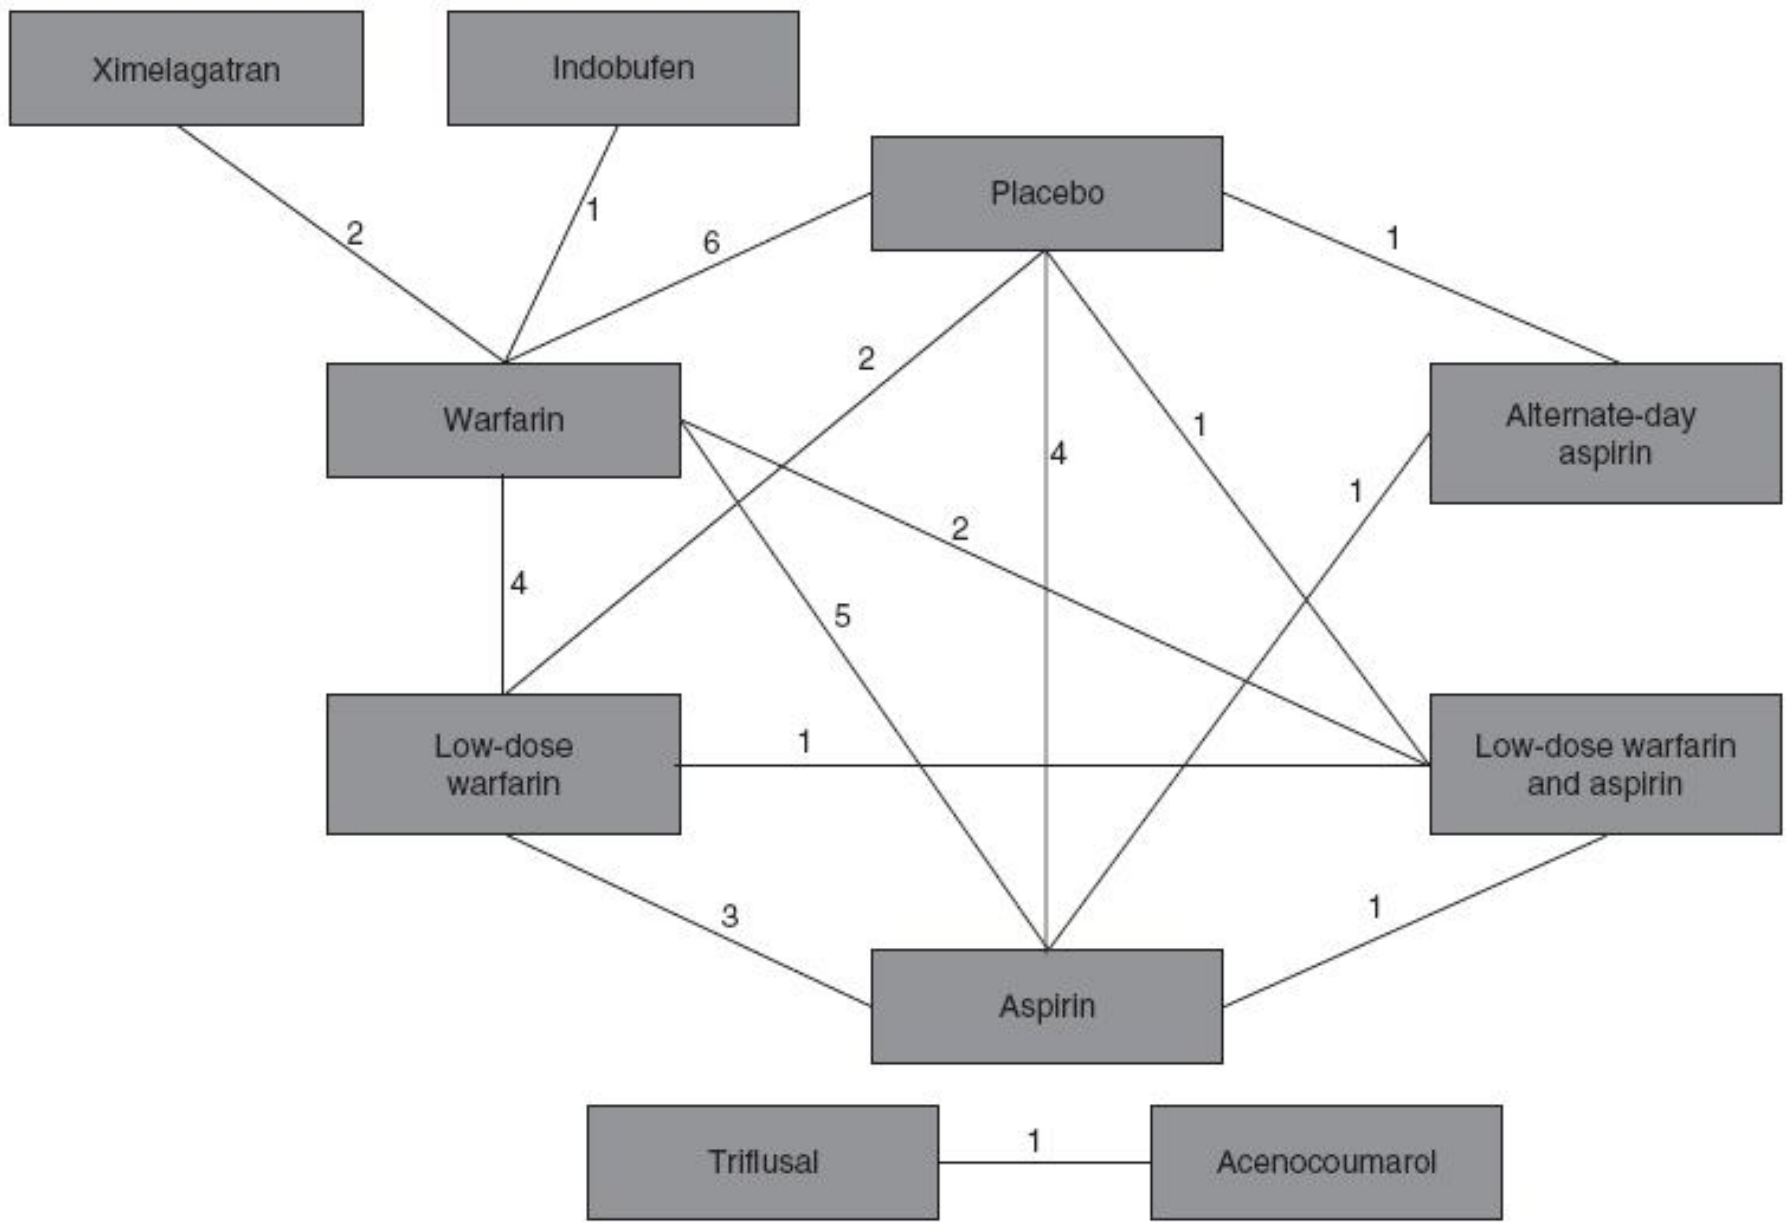 Ximelagatran
Indobufen
Placebo
2
1
6
1
Warfarin
2
4
1
Alternate-day
aspirin
1
2
4
5
Low-dose
warfarin
1
Low-dose warfarin
and aspirin
3
1
Aspirin
Triflusal
1
Acenocoumarol